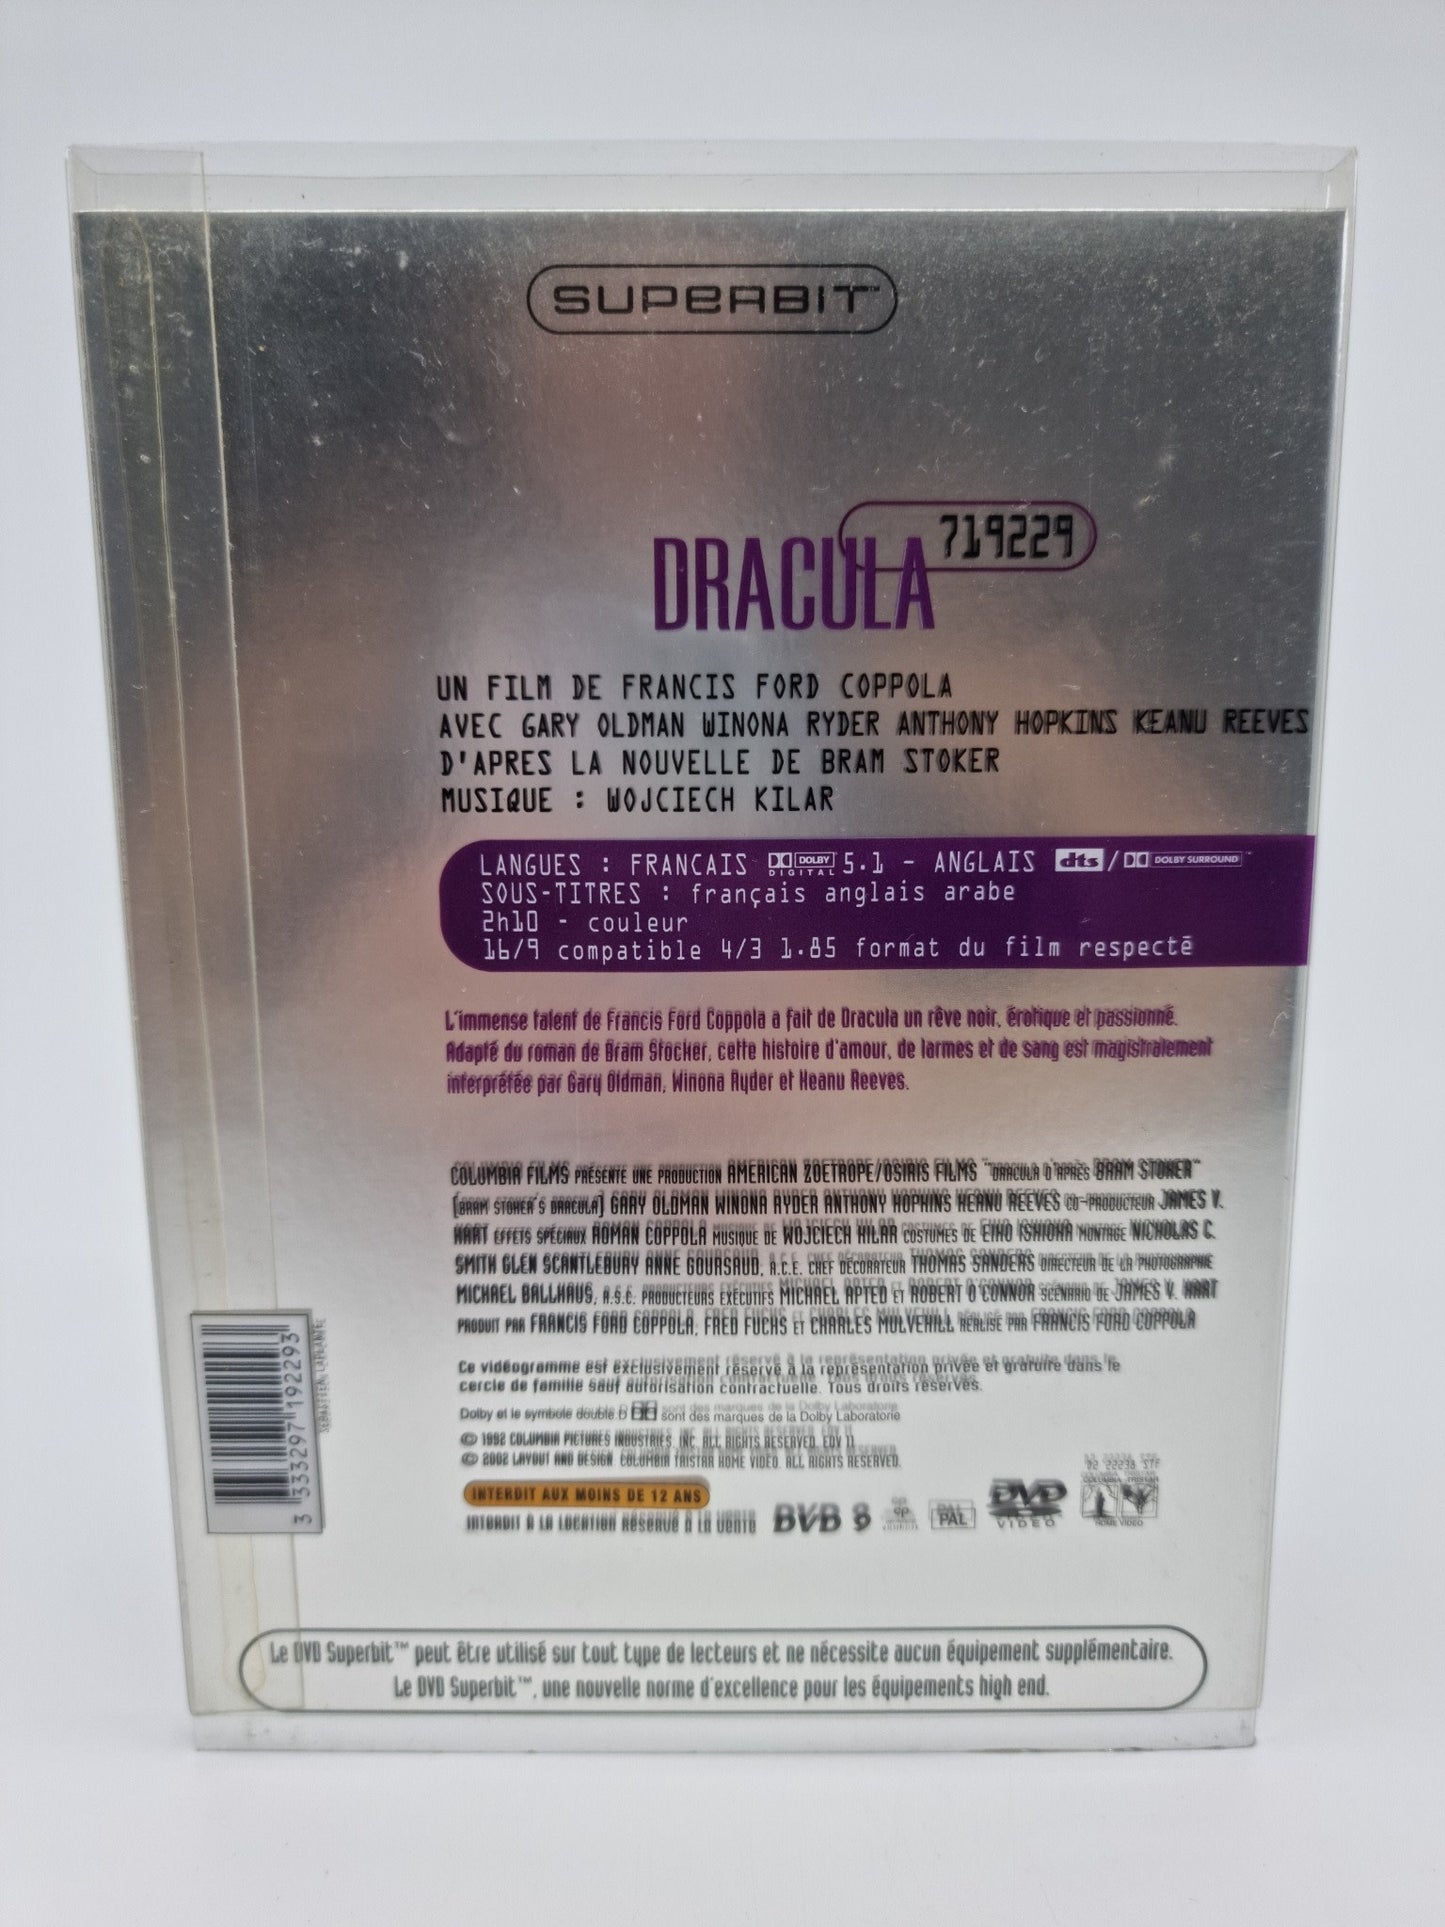 SUPERBIT™
719229
DRACULA
UN FILM DE FRANCIS FORD COPPOLA
AVEC GARY OLDMAN WINONA RYDER ANTHONY HOPKINS KEANU REEVES
D'APRES LA NOUVELLE DE BRAM STOKER
MUSIQUE : WOJCIECH KILAR
LANGUES : FRANCAIS DOLBY DIGITAL 5.1 - ANGLAIS dts / DOLBY SURROUND
SOUS-TITRES : français anglais arabe
2h10 - couleur
16/9 compatible 4/3 1.85 format du film respecté
L'immense talent de Francis Ford Coppola a fait de Dracula un rêve noir, érotique et passionné.
Adapté du roman de Bram Stocker, cette histoire d'amour, de larmes et de sang est magistralement
interprétée par Gary Oldman, Winona Ryder et Keanu Reeves.
COLUMBIA FILMS PRÉSENTE UNE PRODUCTION AMERICAN ZOETROPE/OSIRIS FILMS "DRACULA D'APRÈS BRAM STOKER"
(BRAM STOKER'S DRACULA) GARY OLDMAN WINONA RYDER ANTHONY HOPKINS KEANU REEVES CO-PRODUCTEUR JAMES V.
HART EFFETS SPÉCIAUX ROMAN COPPOLA MUSIQUE DE WOJCIECH KILAR COSTUMES DE EIKO ISHIOKA MONTAGE NICHOLAS C.
SMITH GLEN SCANTLEBURY ANNE GOURSAUD, A.C.E. CHEF DÉCORATEUR THOMAS SANDERS DIRECTEUR DE LA PHOTOGRAPHIE
MICHAEL BALLHAUS, A.S.C. PRODUCTEURS EXÉCUTIFS MICHAEL APTED ET ROBERT O'CONNOR SCÉNARIO DE JAMES V. HART
PRODUIT PAR FRANCIS FORD COPPOLA, FRED FUCHS ET CHARLES MULVEHILL RÉALISÉ PAR FRANCIS FORD COPPOLA
Ce vidéogramme est exclusivement réservé à la représentation privée et gratuite dans le
cercle de famille sauf autorisation contractuelle. Tous droits réservés.
Dolby et le symbole double D sont des marques de la Dolby Laboratorie
© 1992 COLUMBIA PICTURES INDUSTRIES, INC. ALL RIGHTS RESERVED. EDV 11
© 2002 LAYOUT AND DESIGN COLUMBIA TRISTAR HOME VIDEO. ALL RIGHTS RESERVED.
INTERDIT AUX MOINS DE 12 ANS
INTERDIT A LA LOCATION RéSERVé A LA VENTE
BVB 8
PAL
DVD VIDEO
COLUMBIA TRISTAR
HOME VIDEO
3 333297 192293
Le DVD Superbit™ peut être utilisé sur tout type de lecteurs et ne nécessite aucun équipement supplémentaire.
Le DVD Superbit™, une nouvelle norme d'excellence pour les équipements high end.